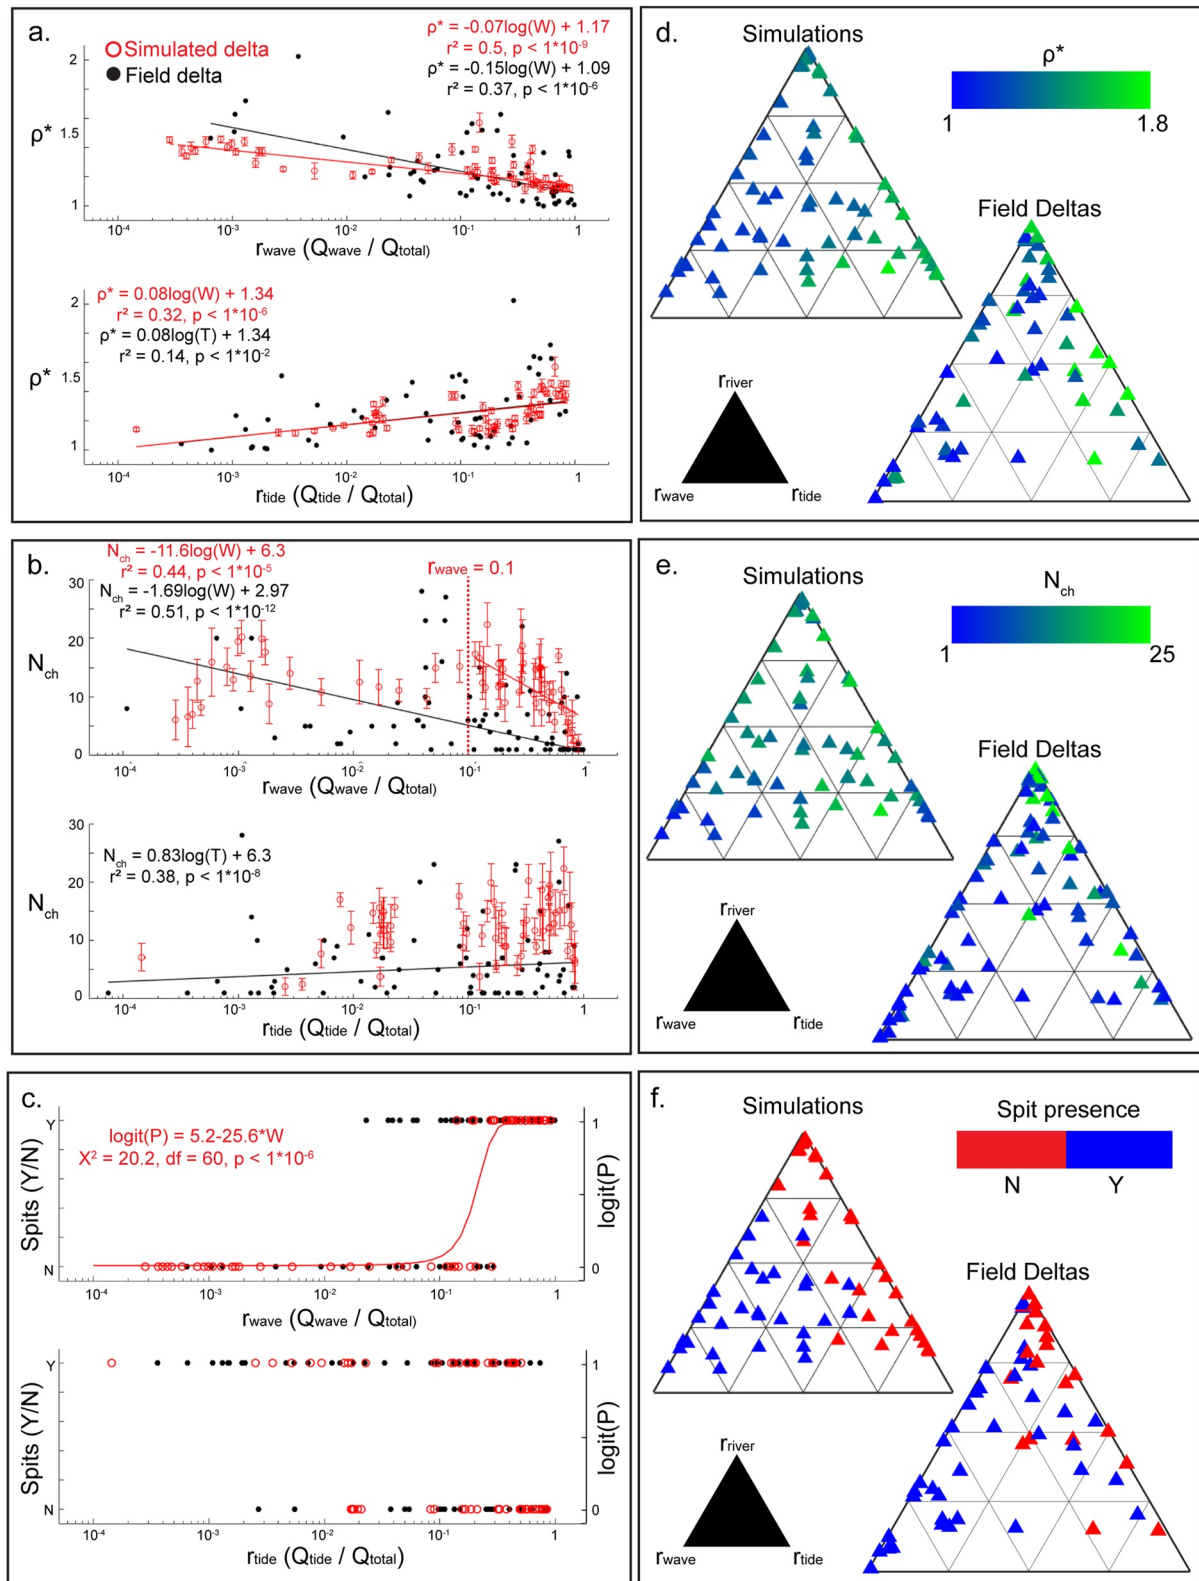 a.
Simulated delta
Field delta
ρ* = -0.07log(W) + 1.17
r² = 0.5, p < 1*10⁻⁹
ρ* = -0.15log(W) + 1.09
r² = 0.37, p < 1*10⁻⁶
2
1.5
1
ρ*
10⁻⁴ 10⁻³ 10⁻² 10⁻¹ 1
rwave (Qwave / Qtotal)
ρ* = 0.08log(W) + 1.34
r² = 0.32, p < 1*10⁻⁶
ρ* = 0.08log(T) + 1.34
r² = 0.14, p < 1*10⁻²
2
1.5
1
ρ*
10⁻⁴ 10⁻³ 10⁻² 10⁻¹ 1
rtide (Qtide / Qtotal)
b.
Nch = -11.6log(W) + 6.3
r² = 0.44, p < 1*10⁻⁵
Nch = -1.69log(W) + 2.97
r² = 0.51, p < 1*10⁻¹²
rwave = 0.1
30
20
10
0
Nch
10⁻⁴ 10⁻³ 10⁻² 10⁻¹ 1
rwave (Qwave / Qtotal)
Nch = 0.83log(T) + 6.3
r² = 0.38, p < 1*10⁻⁸
30
20
10
0
Nch
10⁻⁴ 10⁻³ 10⁻² 10⁻¹ 1
rtide (Qtide / Qtotal)
c.
logit(P) = 5.2-25.6*W
X² = 20.2, df = 60, p < 1*10⁻⁶
Y
N
Spits (Y/N)
1
0
logit(P)
10⁻⁴ 10⁻³ 10⁻² 10⁻¹ 1
rwave (Qwave / Qtotal)
Y
N
Spits (Y/N)
1
0
logit(P)
10⁻⁴ 10⁻³ 10⁻² 10⁻¹ 1
rtide (Qtide / Qtotal)
d.
Simulations
ρ*
1 1.8
Field Deltas
rriver
rwave rtide
e.
Simulations
Nch
1 25
Field Deltas
rriver
rwave rtide
f.
Simulations
Spit presence
N Y
Field Deltas
rriver
rwave rtide